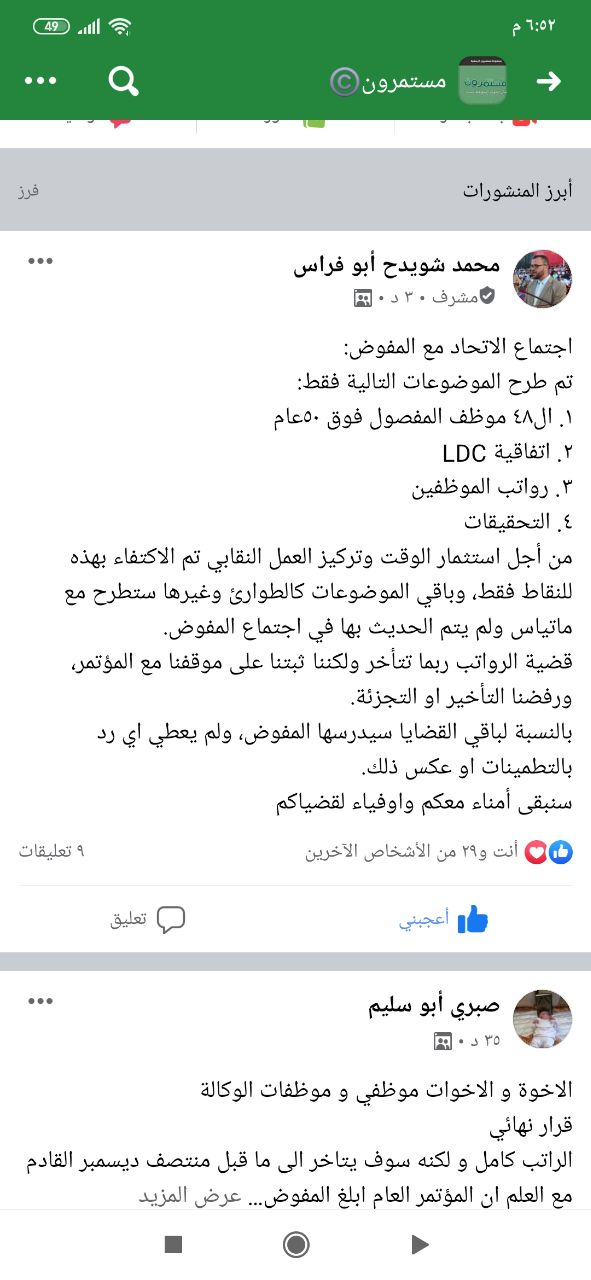 ٦:٥٢ م
49
مستمرون©
مستمرون
أبرز المنشورات
فرز
محمد شويدح أبو فراس
مشرف • ٣ د •
اجتماع الاتحاد مع المفوض:
تم طرح الموضوعات التالية فقط:
١. ال٤٨ موظف المفصول فوق ٥٠عام
٢. اتفاقية LDC
٣. رواتب الموظفين
٤. التحقيقات
من أجل استثمار الوقت وتركيز العمل النقابي تم الاكتفاء بهذه
للنقاط فقط، وباقي الموضوعات كالطوارئ وغيرها ستطرح مع
ماتياس ولم يتم الحديث بها في اجتماع المفوض.
قضية الرواتب ربما تتأخر ولكننا ثبتنا على موقفنا مع المؤتمر،
ورفضنا التأخير او التجزئة.
بالنسبة لباقي القضايا سيدرسها المفوض، ولم يعطي اي رد
بالتطمينات او عكس ذلك.
سنبقى أمناء معكم واوفياء لقضياكم
أنت و٢٩ من الأشخاص الآخرين
٩ تعليقات
أعجبني
تعليق
صبري أبو سليم
٣٥ د •
الاخوة و الاخوات موظفي و موظفات الوكالة
قرار نهائي
الراتب كامل و لكنه سوف يتاخر الى ما قبل منتصف ديسمبر القادم
مع العلم ان المؤتمر العام ابلغ المفوض... عرض المزيد